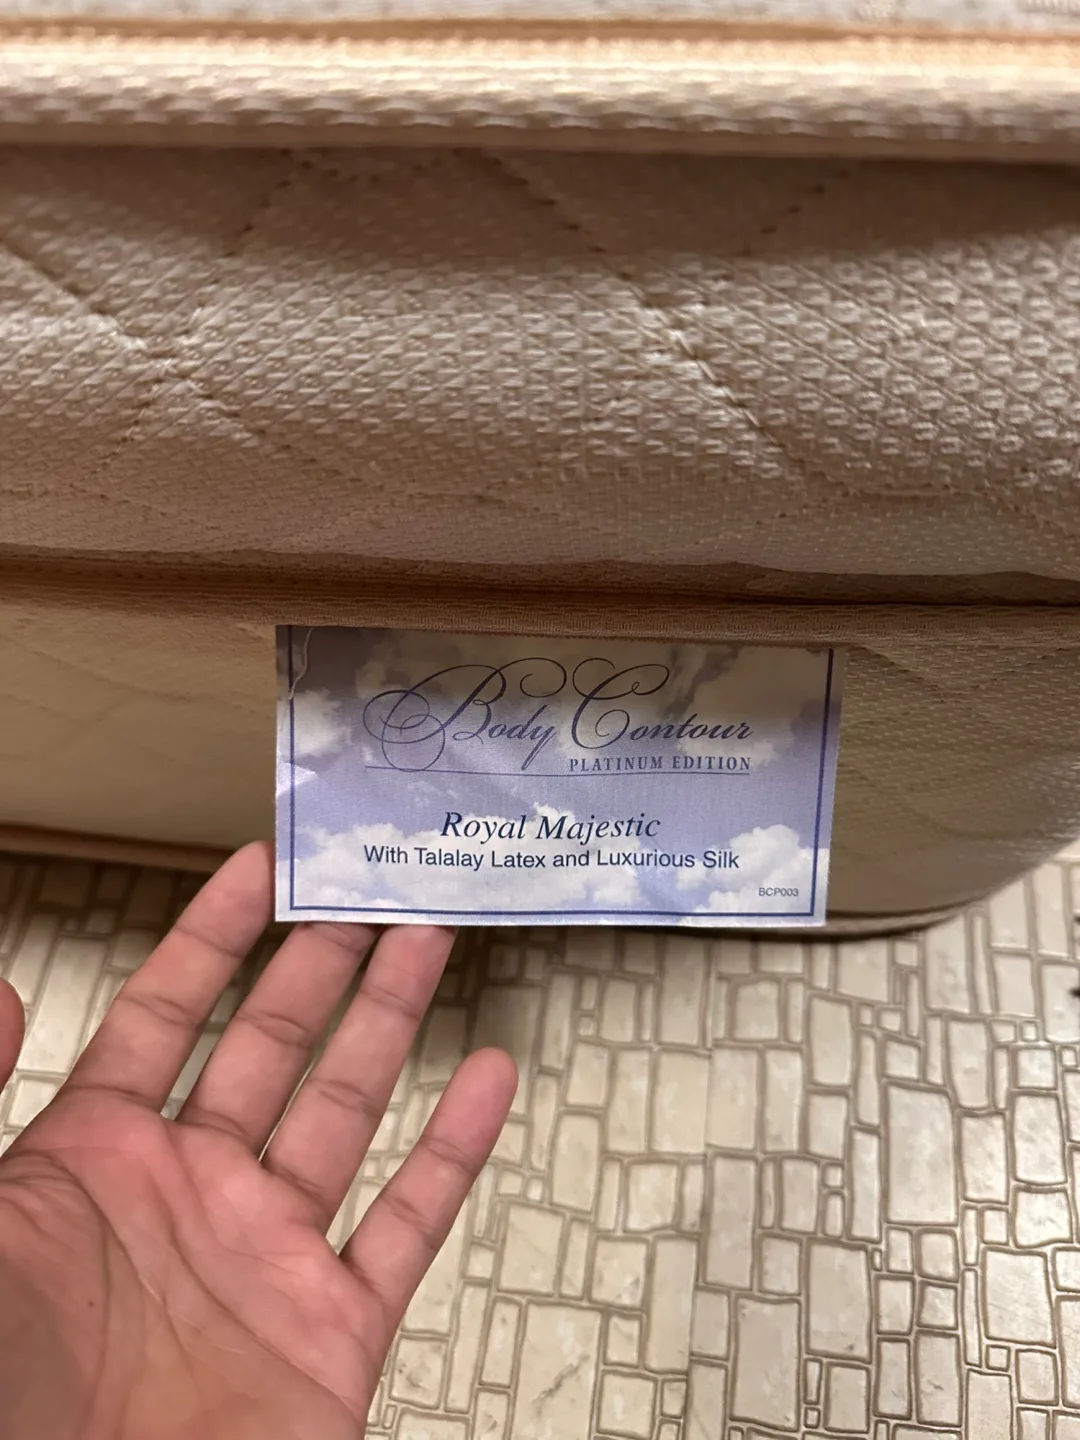 Body Contour
PLATINUM EDITION
Royal Majestic
With Talalay Latex and Luxurious Silk
BCP003